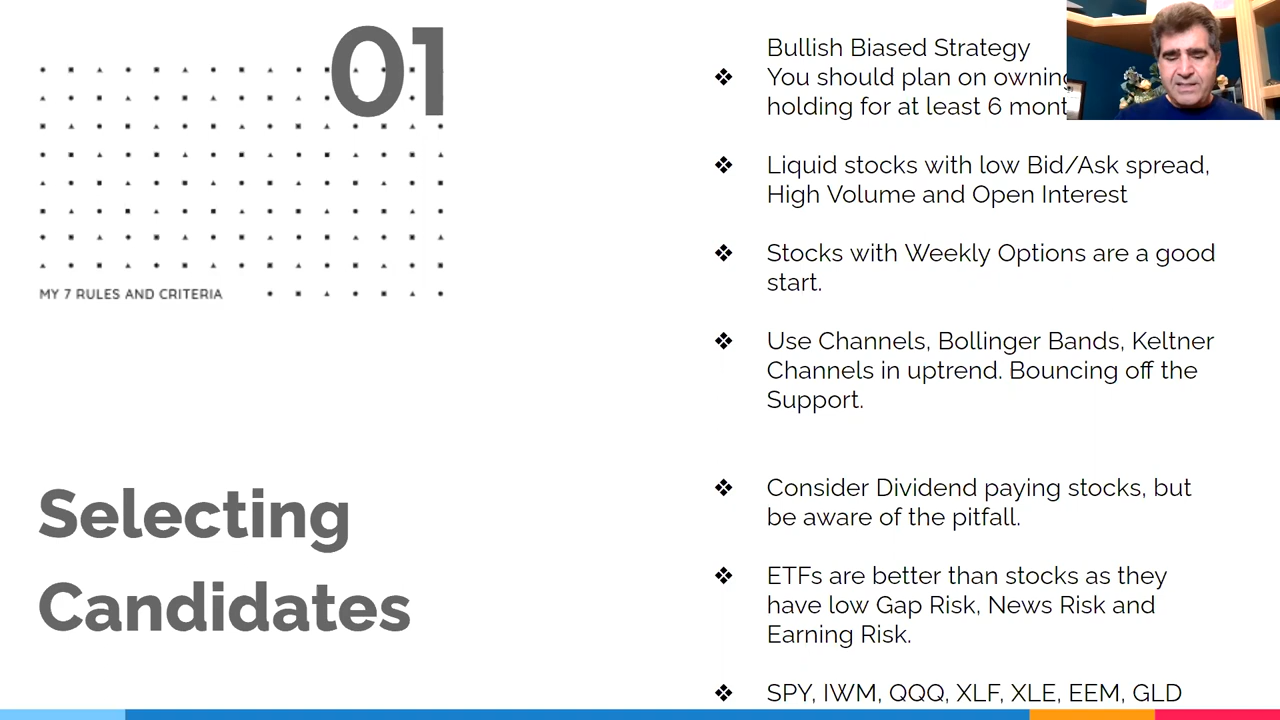 01
MY 7 RULES AND CRITERIA
Selecting
Candidates
Bullish Biased Strategy
❖ You should plan on owning
holding for at least 6
❖ Liquid stocks with low Bid/Ask spread,
High Volume and Open Interest
❖ Stocks with Weekly Options are a good
start.
❖ Use Channels, Bollinger Bands, Keltner
Channels in uptrend. Bouncing off the
Support.
❖ Consider Dividend paying stocks, but
be aware of the pitfall.
❖ ETFs are better than stocks as they
have low Gap Risk, News Risk and
Earning Risk.
❖ SPY, IWM, QQQ, XLF, XLE, EEM, GLD